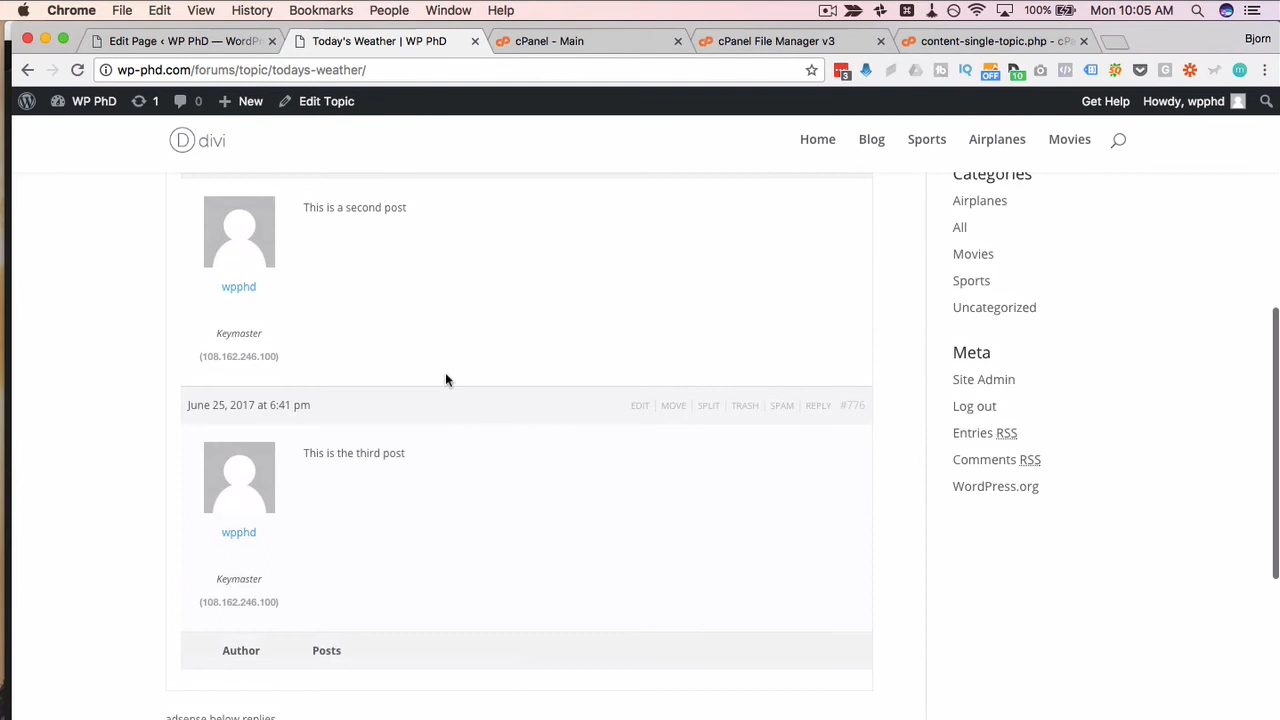 Chrome File Edit View History Bookmarks People Window Help 100% Mon 10:05 AM
Edit Page ‹ WP PhD — WordPr Today's Weather | WP PhD cPanel - Main cPanel File Manager v3 content-single-topic.php - cPa Bjorn
wp-phd.com/forums/topic/todays-weather/ 3 OFF 10
WP PhD 1 0 New Edit Topic Get Help Howdy, wpphd
D divi Home Blog Sports Airplanes Movies
Categories
This is a second post
wpphd
Keymaster
(108.162.246.100)
Airplanes
All
Movies
Sports
Uncategorized
Meta
Site Admin
Log out
Entries RSS
Comments RSS
WordPress.org
June 25, 2017 at 6:41 pm EDIT | MOVE | SPLIT | TRASH | SPAM | REPLY #776
This is the third post
wpphd
Keymaster
(108.162.246.100)
Author Posts
adsense below replies